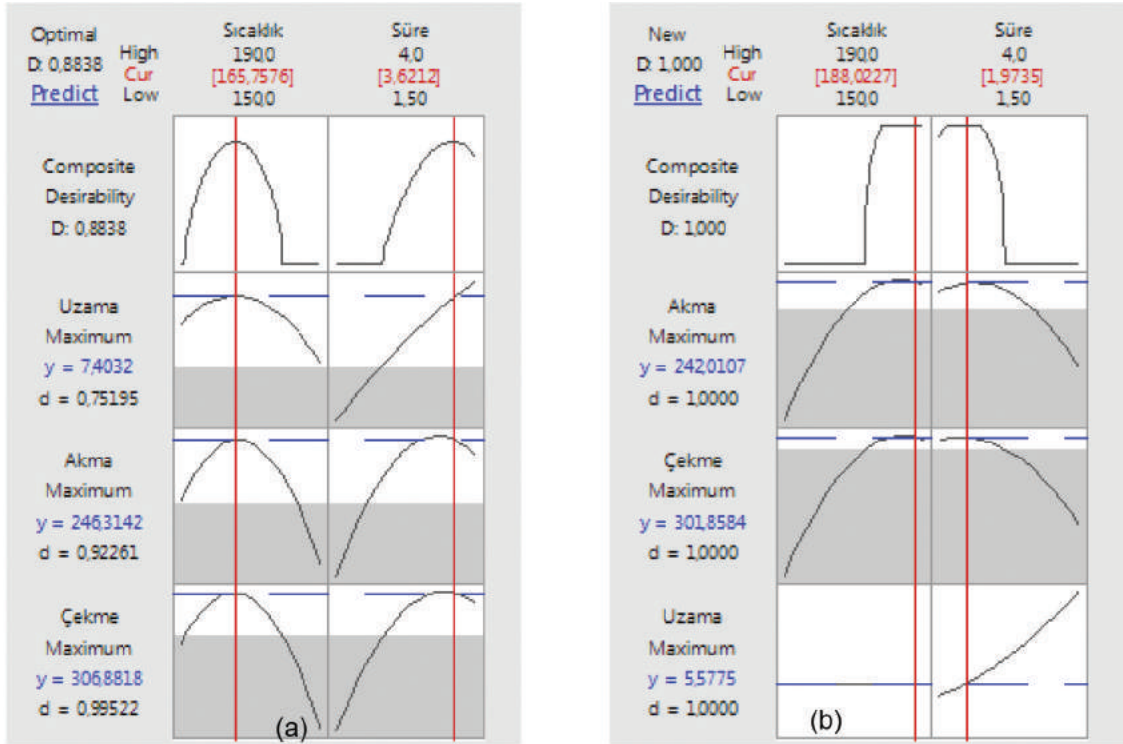 Optimal
D: 0,8838
Predict
High
Cur
Low
Sıcaklık
190,0
[165,7576]
150,0
Süre
4,0
[3,6212]
1,50
Composite
Desirability
D: 0,8838
Uzama
Maximum
y = 7,4032
d = 0,75195
Akma
Maximum
y = 246,3142
d = 0,92261
Çekme
Maximum
y = 306,8818
d = 0,99522
(a)
New
D: 1,000
Predict
High
Cur
Low
Sıcaklık
190,0
[188,0227]
150,0
Süre
4,0
[1,9735]
1,50
Composite
Desirability
D: 1,000
Akma
Maximum
y = 242,0107
d = 1,0000
Çekme
Maximum
y = 301,8584
d = 1,0000
Uzama
Maximum
y = 5,5775
d = 1,0000
(b)